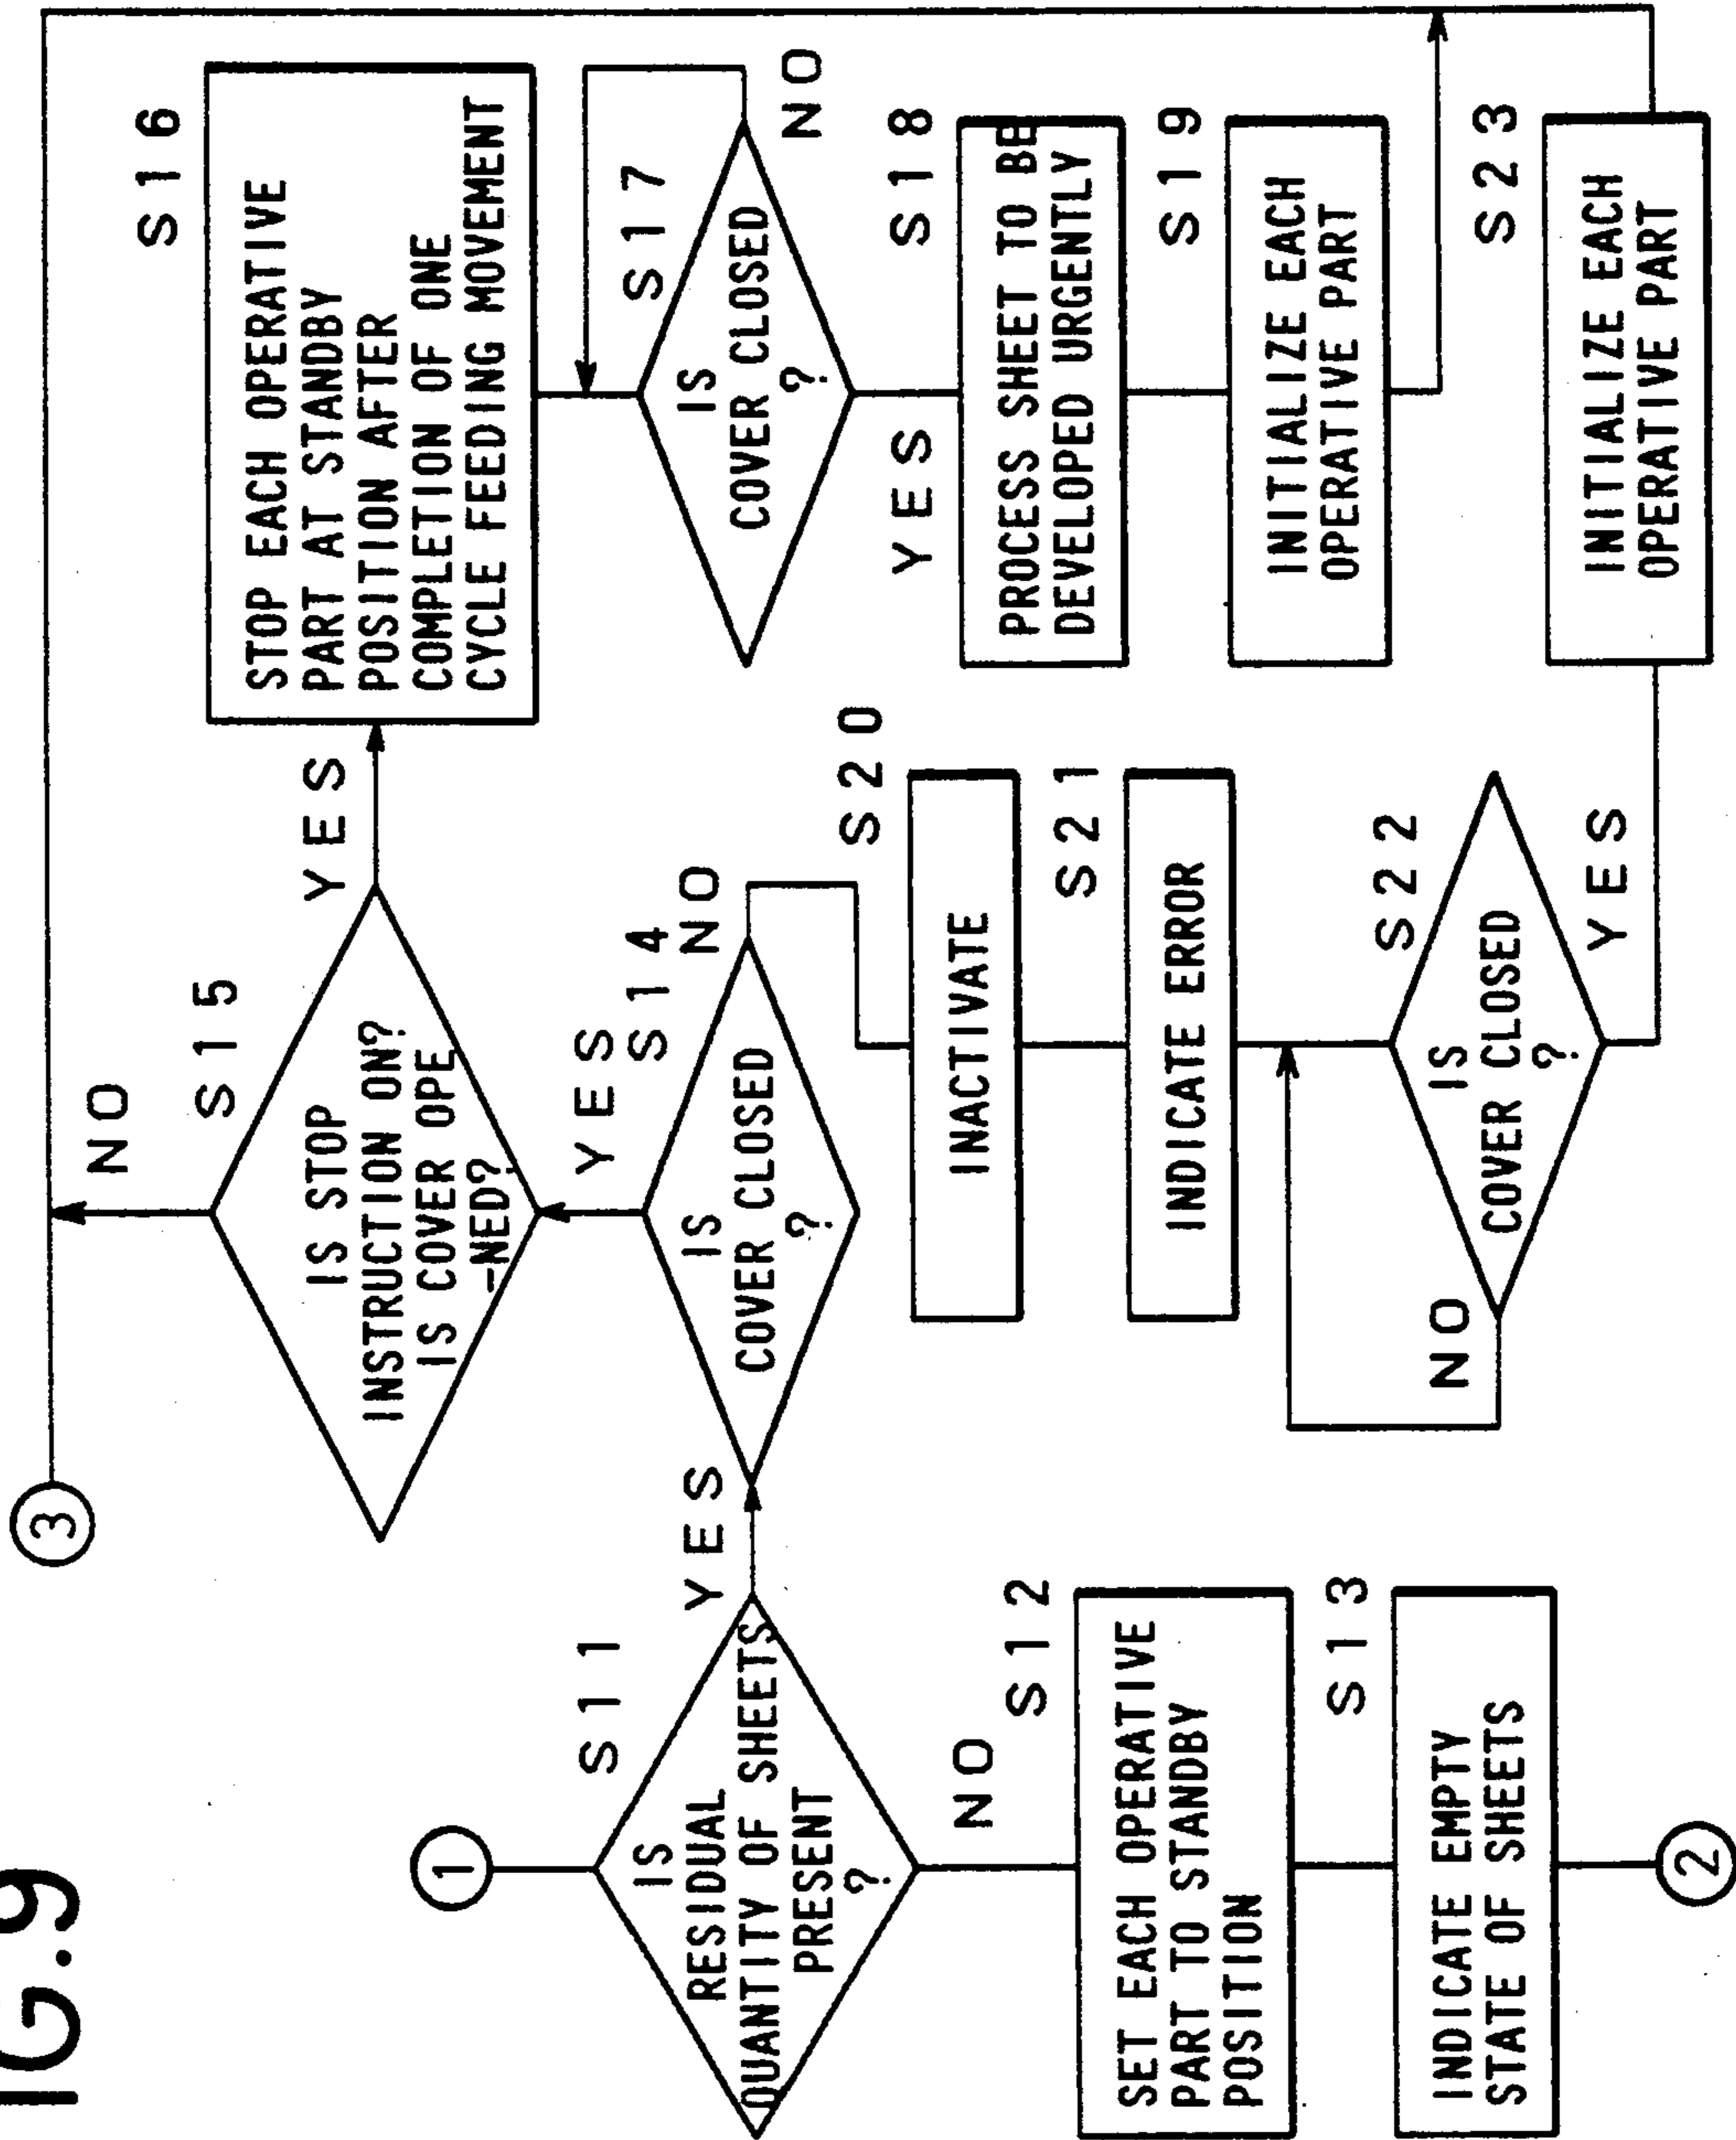 IG.9
1
S11
IS
RESIDUAL
QUANTITY OF SHEETS
PRESENT
?
YES
NO
S12
SET EACH OPERATIVE
PART TO STANDBY
POSITION
S13
INDICATE EMPTY
STATE OF SHEETS
2
3
NO
S15
IS STOP
INSTRUCTION ON?
IS COVER OPE
-NED?
YES
YES
S14
IS
COVER CLOSED
?
NO
S20
INACTIVATE
S21
INDICATE ERROR
S22
IS
COVER CLOSED
?
NO
YES
S16
STOP EACH OPERATIVE
PART AT STANDBY
POSITION AFTER
COMPLETION OF ONE
CYCLE FEEDING MOVEMENT
S17
IS
COVER CLOSED
?
NO
YES
S18
PROCESS SHEET TO BE
DEVELOPED URGENTLY
S19
INITIALIZE EACH
OPERATIVE PART
S23
INITIALIZE EACH
OPERATIVE PART